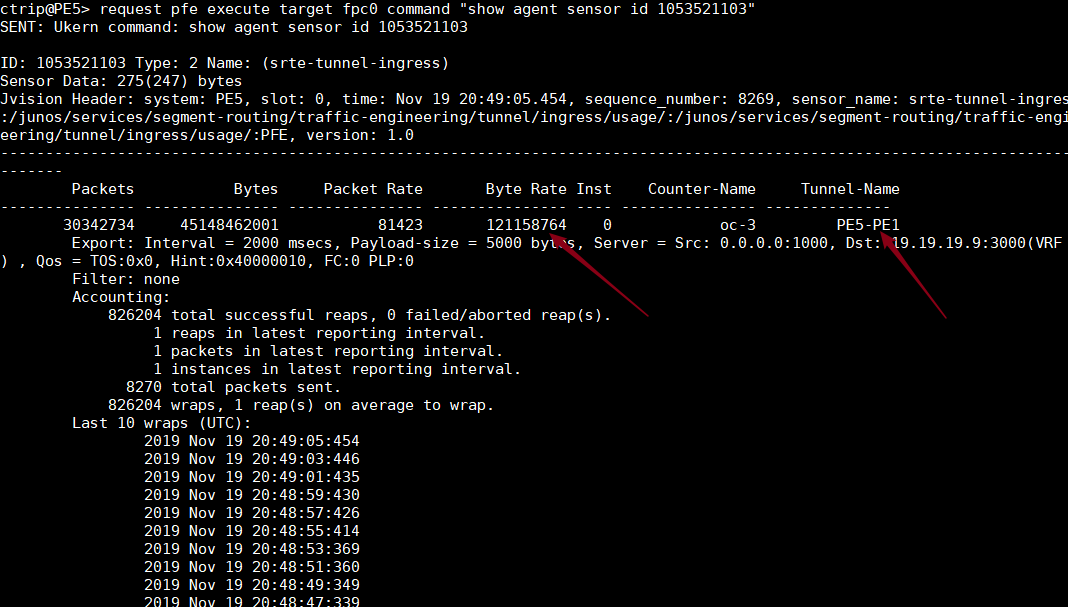 ctrip@PE5> request pfe execute target fpc0 command "show agent sensor id 1053521103"
SENT: Ukern command: show agent sensor id 1053521103
ID: 1053521103 Type: 2 Name: (srte-tunnel-ingress)
Sensor Data: 275(247) bytes
Jvision Header: system: PE5, slot: 0, time: Nov 19 20:49:05.454, sequence_number: 8269, sensor_name: srte-tunnel-ingres
:/junos/services/segment-routing/traffic-engineering/tunnel/ingress/usage/:/junos/services/segment-routing/traffic-engi
eering/tunnel/ingress/usage/:PFE, version: 1.0
-----------------------------------------------------------------------------------------------------------------------
-------
Packets Bytes Packet Rate Byte Rate Inst Counter-Name Tunnel-Name
--------------- --------------- --------------- --------------- ---- --------------- --------------
30342734 45148462001 81423 121158764 0 oc-3 PE5-PE1
Export: Interval = 2000 msecs, Payload-size = 5000 bytes, Server = Src: 0.0.0.0:1000, Dst: 19.19.19.9:3000(VRF
) , Qos = TOS:0x0, Hint:0x40000010, FC:0 PLP:0
Filter: none
Accounting:
826204 total successful reaps, 0 failed/aborted reap(s).
1 reaps in latest reporting interval.
1 packets in latest reporting interval.
1 instances in latest reporting interval.
8270 total packets sent.
826204 wraps, 1 reap(s) on average to wrap.
Last 10 wraps (UTC):
2019 Nov 19 20:49:05:454
2019 Nov 19 20:49:03:446
2019 Nov 19 20:49:01:435
2019 Nov 19 20:48:59:430
2019 Nov 19 20:48:57:426
2019 Nov 19 20:48:55:414
2019 Nov 19 20:48:53:369
2019 Nov 19 20:48:51:360
2019 Nov 19 20:48:49:349
2019 Nov 19 20:48:47:339